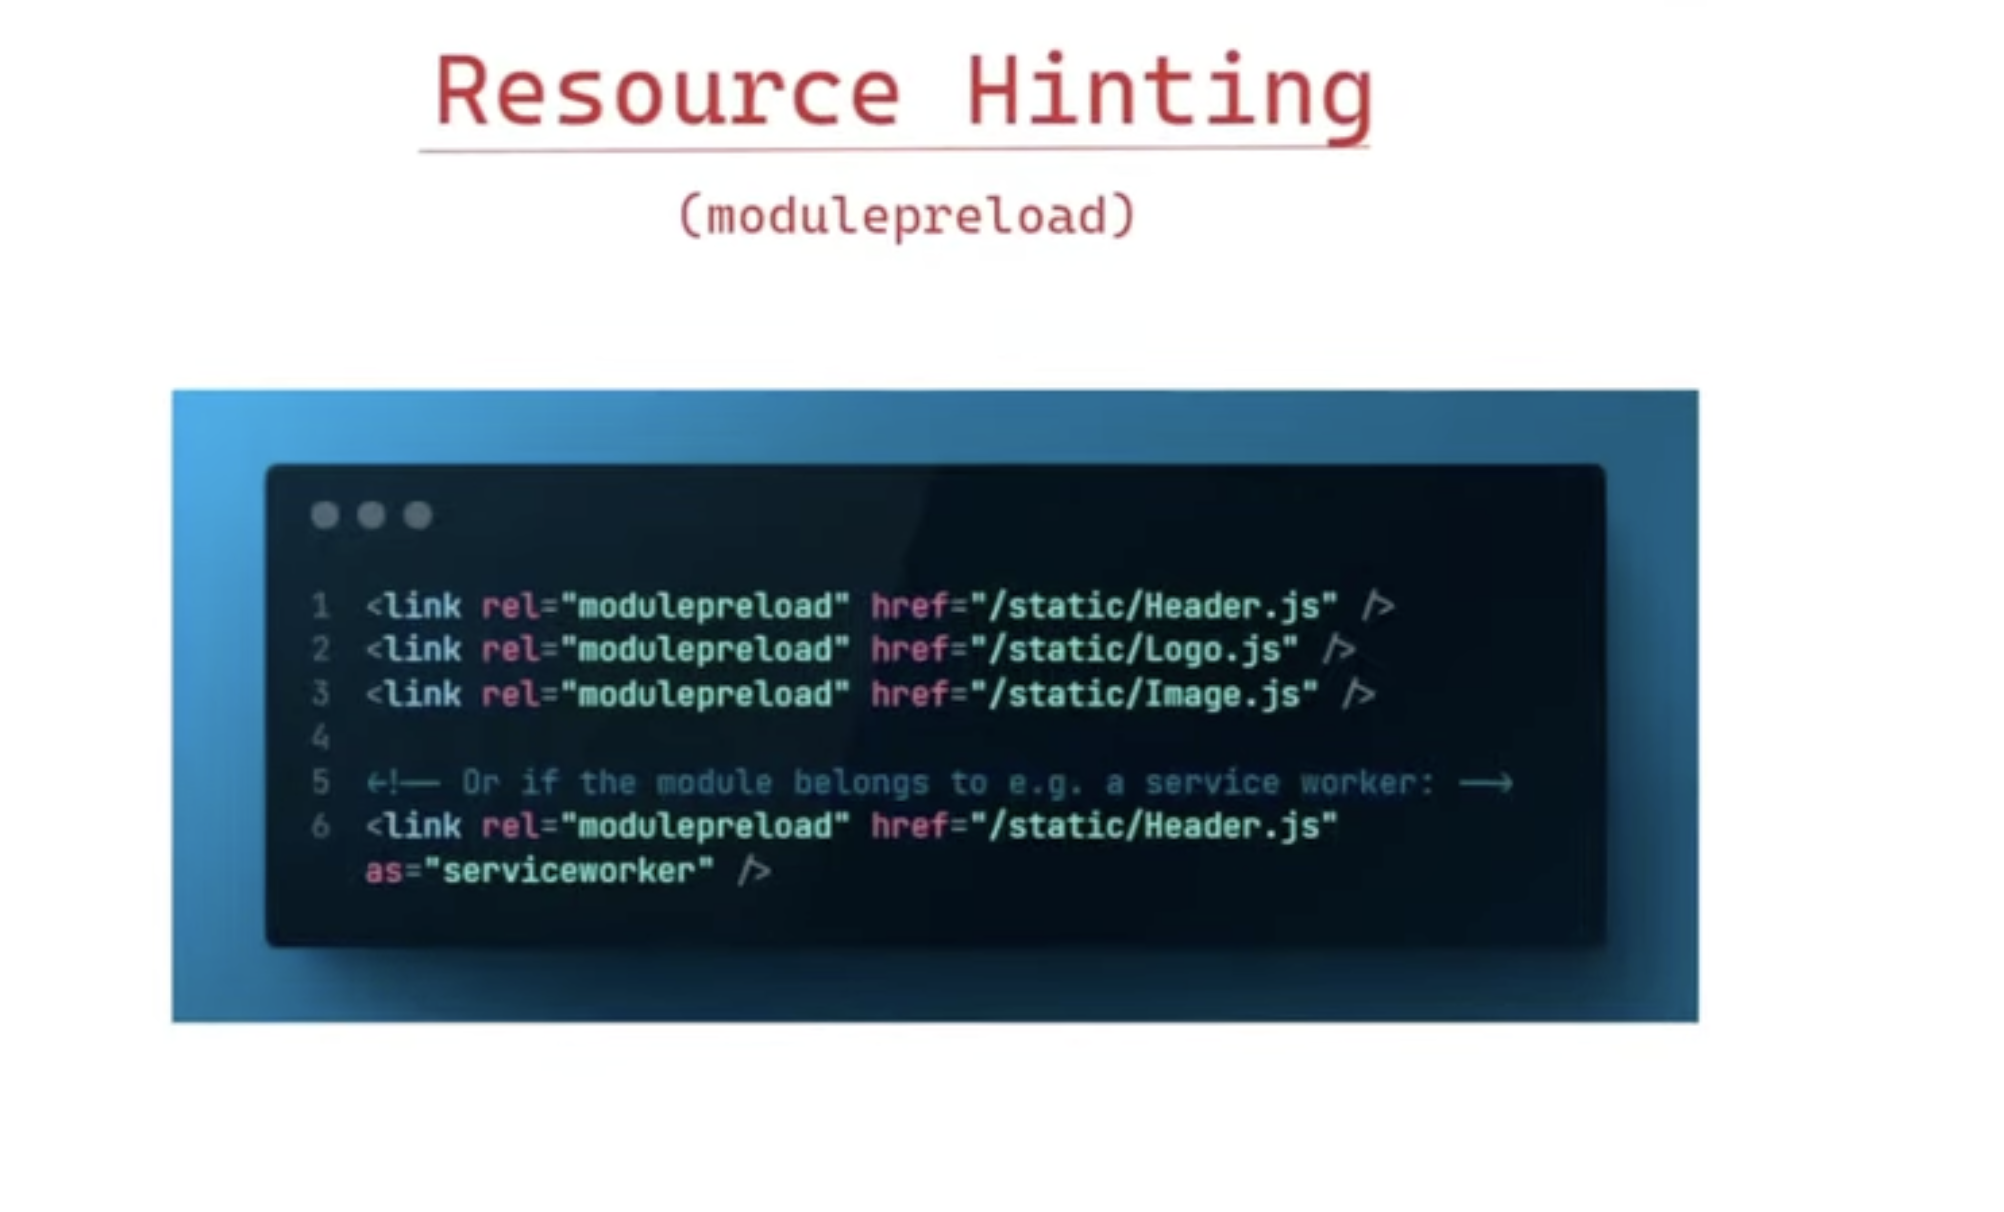 Resource Hinting
(modulepreload)
1 <link rel="modulepreload" href="/static/Header.js" />
2 <link rel="modulepreload" href="/static/Logo.js" />
3 <link rel="modulepreload" href="/static/Image.js" />
4
5 <!-- Or if the module belongs to e.g. a service worker: -->
6 <link rel="modulepreload" href="/static/Header.js"
as="serviceworker" />